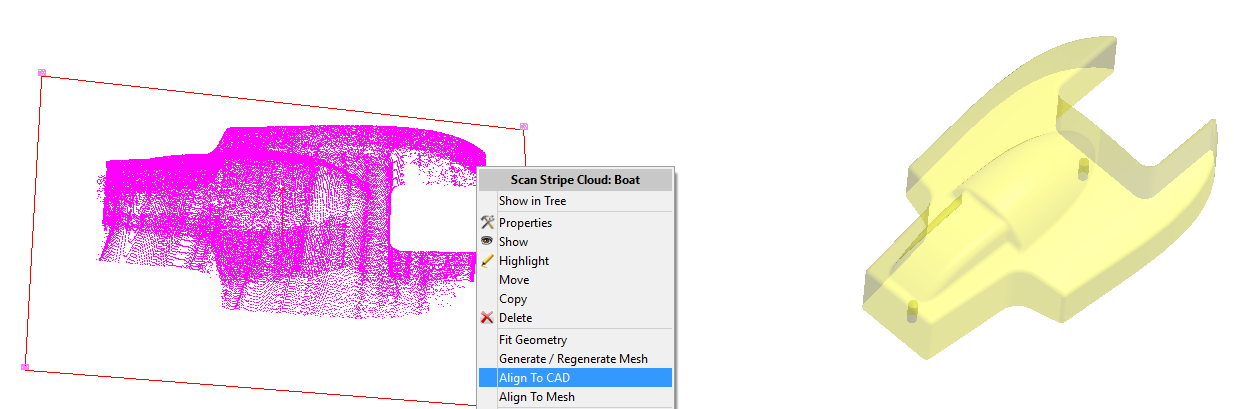 Scan Stripe Cloud: Boat
Show in Tree
Properties
Show
Highlight
Move
Copy
Delete
Fit Geometry
Generate / Regenerate Mesh
Align To CAD
Align To Mesh